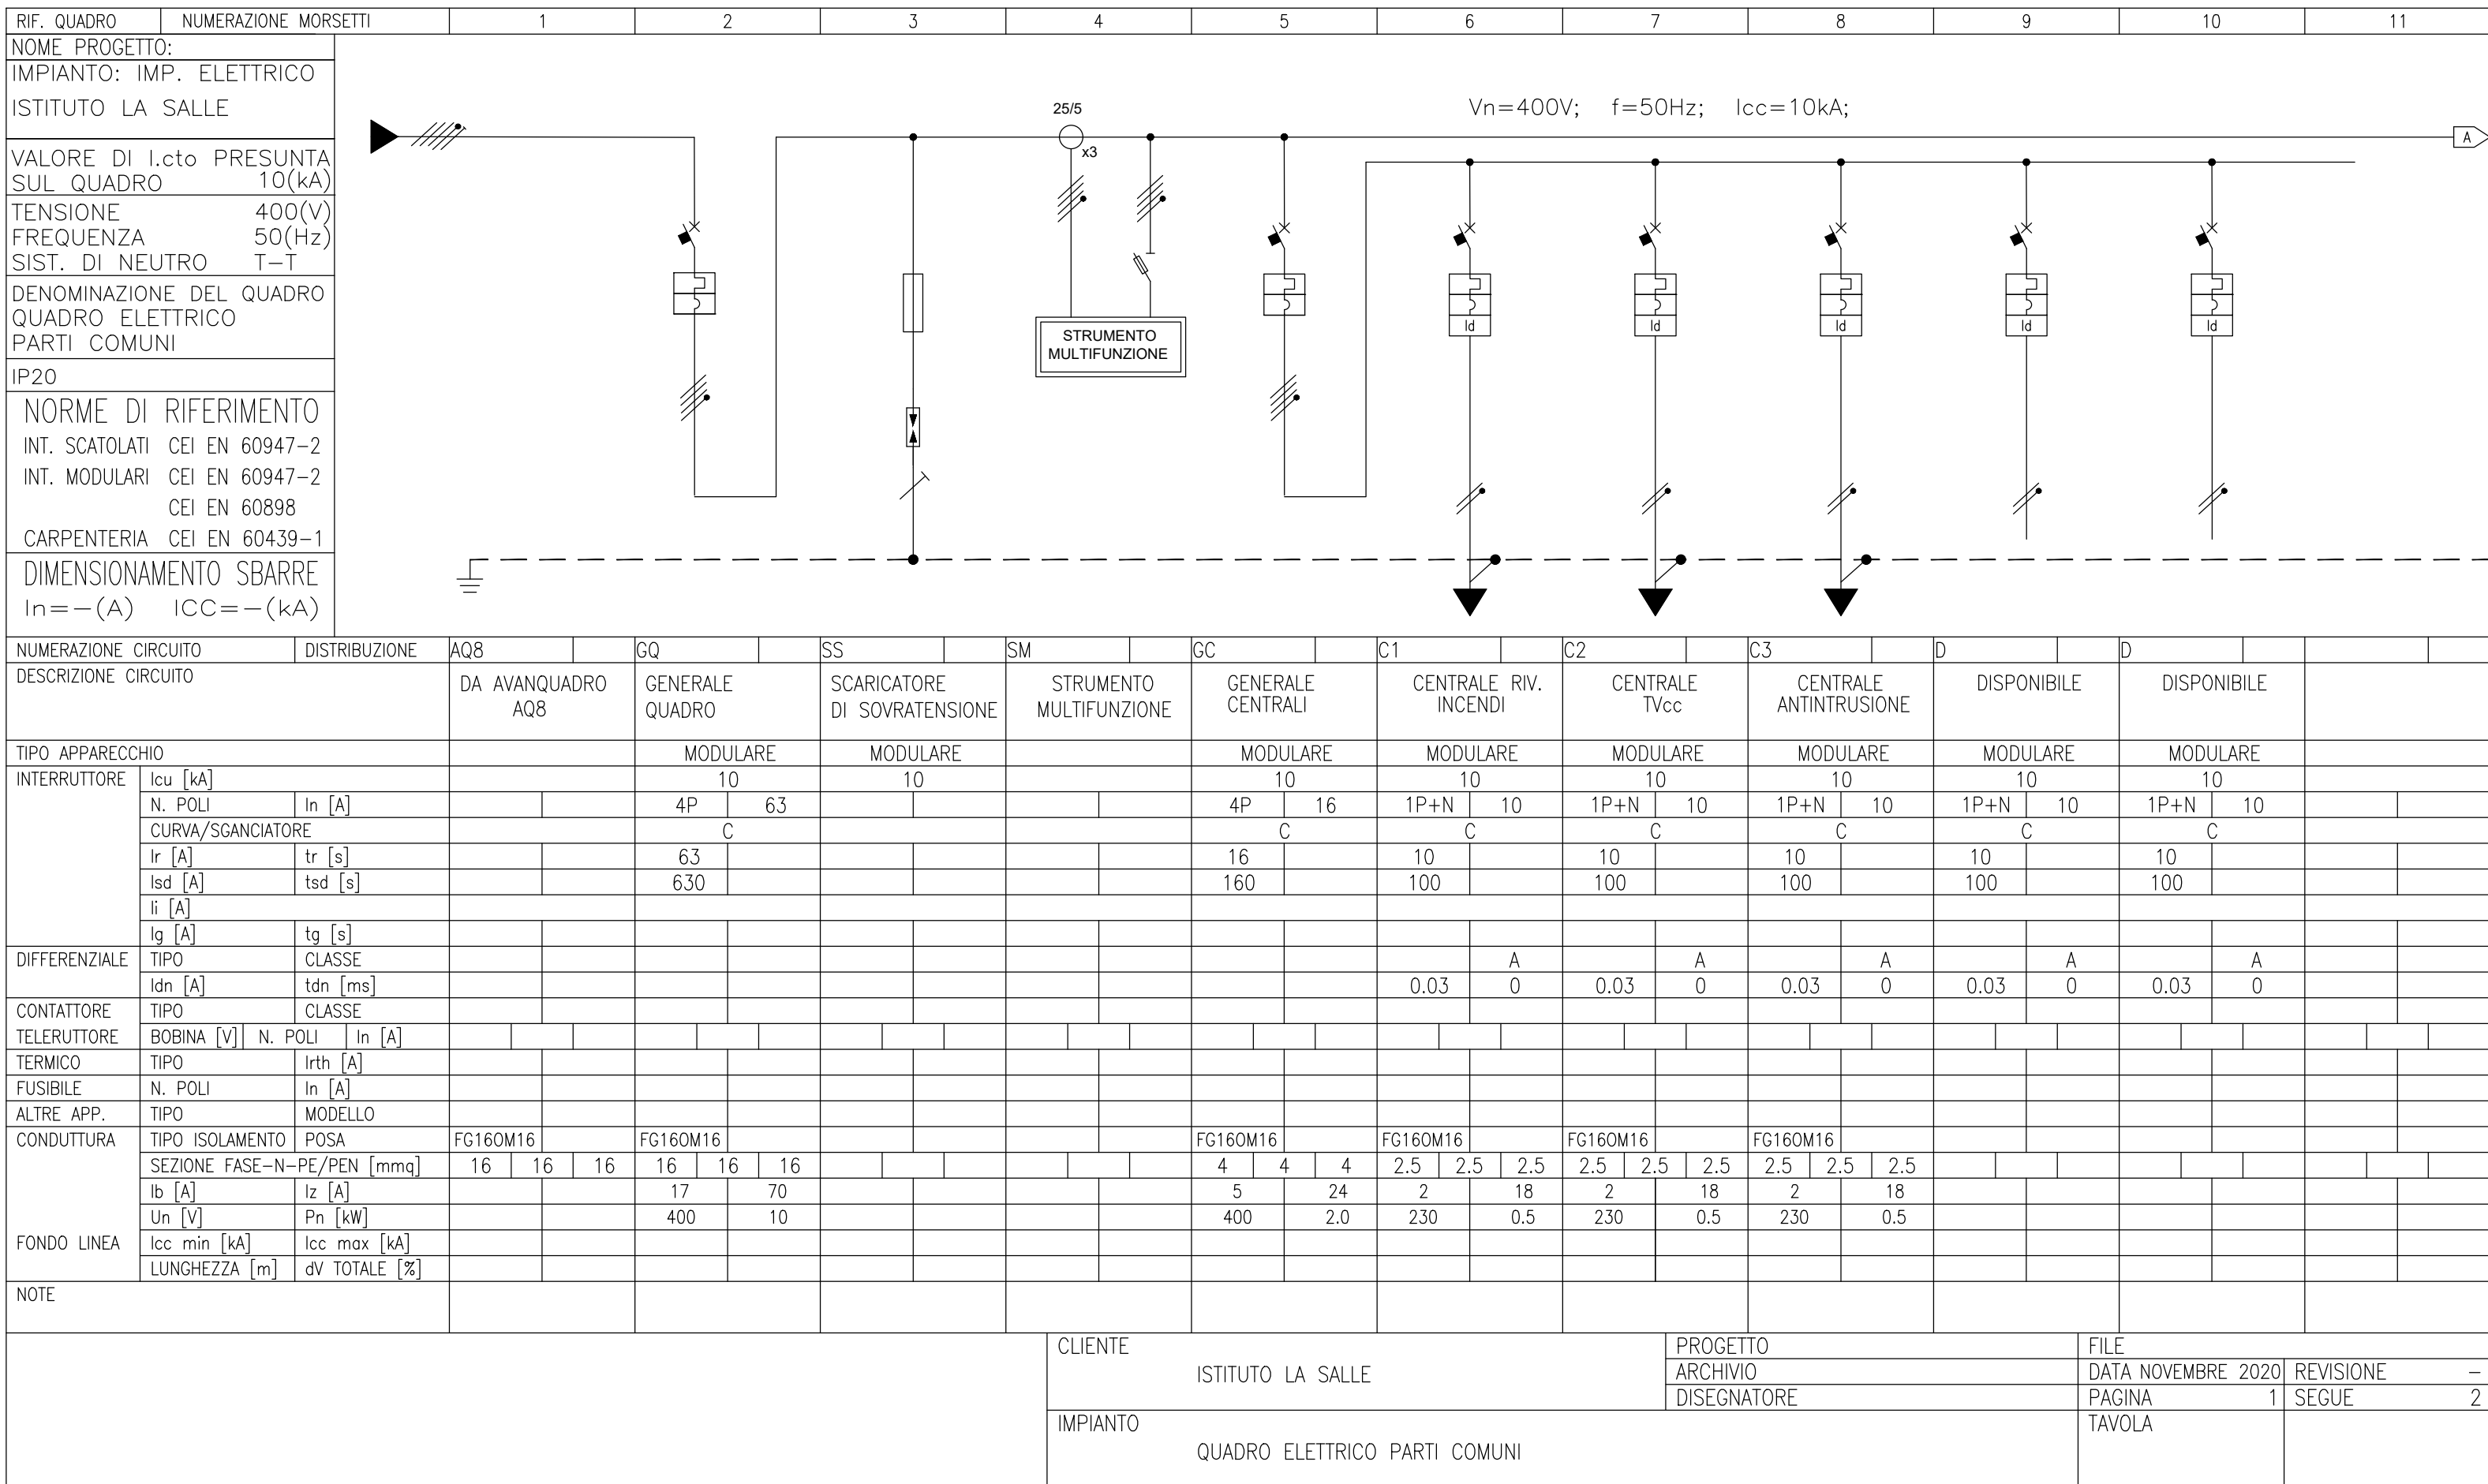 RIF. QUADRO NUMERAZIONE MORSETTI 1 2 3 4 5 6 7 8 9 10 11
NOME PROGETTO:
IMPIANTO: IMP. ELETTRICO
ISTITUTO LA SALLE
VALORE DI I.cto PRESUNTA
SUL QUADRO 10(kA)
TENSIONE 400(V)
FREQUENZA 50(Hz)
SIST. DI NEUTRO T-T
DENOMINAZIONE DEL QUADRO
QUADRO ELETTRICO
PARTI COMUNI
IP20
NORME DI RIFERIMENTO
INT. SCATOLATI CEI EN 60947-2
INT. MODULARI CEI EN 60947-2
CEI EN 60898
CARPENTERIA CEI EN 60439-1
DIMENSIONAMENTO SBARRE
In=-(A) ICC=-(kA)
25/5
x3
Vn=400V; f=50Hz; Icc=10kA;
A
STRUMENTO
MULTIFUNZIONE
Id Id Id Id Id
NUMERAZIONE CIRCUITO DISTRIBUZIONE AQ8 GQ SS SM GC C1 C2 C3 D D
DESCRIZIONE CIRCUITO DA AVANQUADRO GENERALE SCARICATORE STRUMENTO GENERALE CENTRALE RIV. CENTRALE CENTRALE DISPONIBILE DISPONIBILE
AQ8 QUADRO DI SOVRATENSIONE MULTIFUNZIONE CENTRALI INCENDI TVcc ANTINTRUSIONE
TIPO APPARECCHIO MODULARE MODULARE MODULARE MODULARE MODULARE MODULARE MODULARE MODULARE
INTERRUTTORE Icu [kA] 10 10 10 10 10 10 10 10
N. POLI In [A] 4P 63 4P 16 1P+N 10 1P+N 10 1P+N 10 1P+N 10 1P+N 10
CURVA/SGANCIATORE C C C C C C C
Ir [A] tr [s] 63 16 10 10 10 10 10
Isd [A] tsd [s] 630 160 100 100 100 100 100
Ii [A]
Ig [A] tg [s]
DIFFERENZIALE TIPO CLASSE A A A A A
Idn [A] tdn [ms] 0.03 0 0.03 0 0.03 0 0.03 0 0.03 0
CONTATTORE TIPO CLASSE
TELERUTTORE BOBINA [V] N. POLI In [A]
TERMICO TIPO Irth [A]
FUSIBILE N. POLI In [A]
ALTRE APP. TIPO MODELLO
CONDUTTURA TIPO ISOLAMENTO POSA FG16OM16 FG16OM16 FG16OM16 FG16OM16 FG16OM16 FG16OM16
SEZIONE FASE-N-PE/PEN [mmq] 16 16 16 16 16 16 4 4 4 2.5 2.5 2.5 2.5 2.5 2.5 2.5 2.5 2.5
Ib [A] Iz [A] 17 70 5 24 2 18 2 18 2 18
Un [V] Pn [kW] 400 10 400 2.0 230 0.5 230 0.5 230 0.5
FONDO LINEA Icc min [kA] Icc max [kA]
LUNGHEZZA [m] dV TOTALE [%]
NOTE
CLIENTE
ISTITUTO LA SALLE
PROGETTO
ARCHIVIO
DISEGNATORE
FILE
DATA NOVEMBRE 2020 REVISIONE -
PAGINA 1 SEGUE 2
IMPIANTO
QUADRO ELETTRICO PARTI COMUNI
TAVOLA